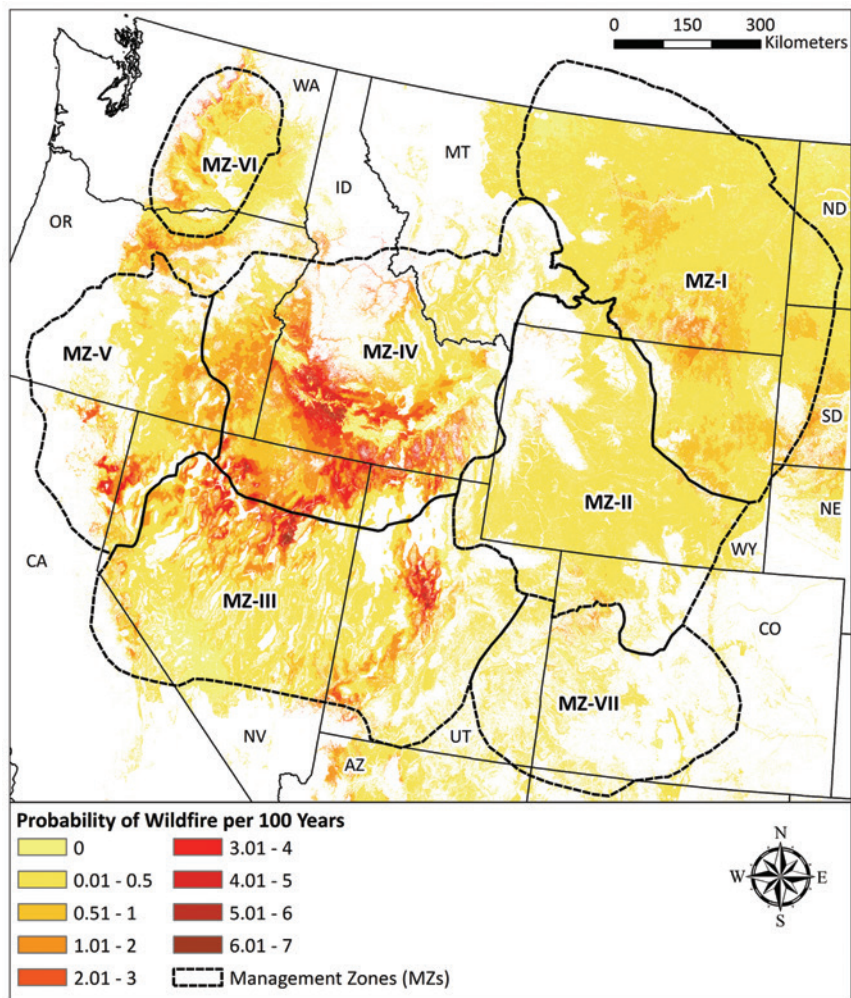 0 150 300
Kilometers
WA
MZ-VI
MT
ID
OR
ND
MZ-I
MZ-V
MZ-IV
SD
NE
MZ-II
WY
CA
MZ-III
CO
MZ-VII
NV
UT
AZ
Probability of Wildfire per 100 Years
0
0.01 - 0.5
0.51 - 1
1.01 - 2
2.01 - 3
3.01 - 4
4.01 - 5
5.01 - 6
6.01 - 7
Management Zones (MZs)
N
W E
S